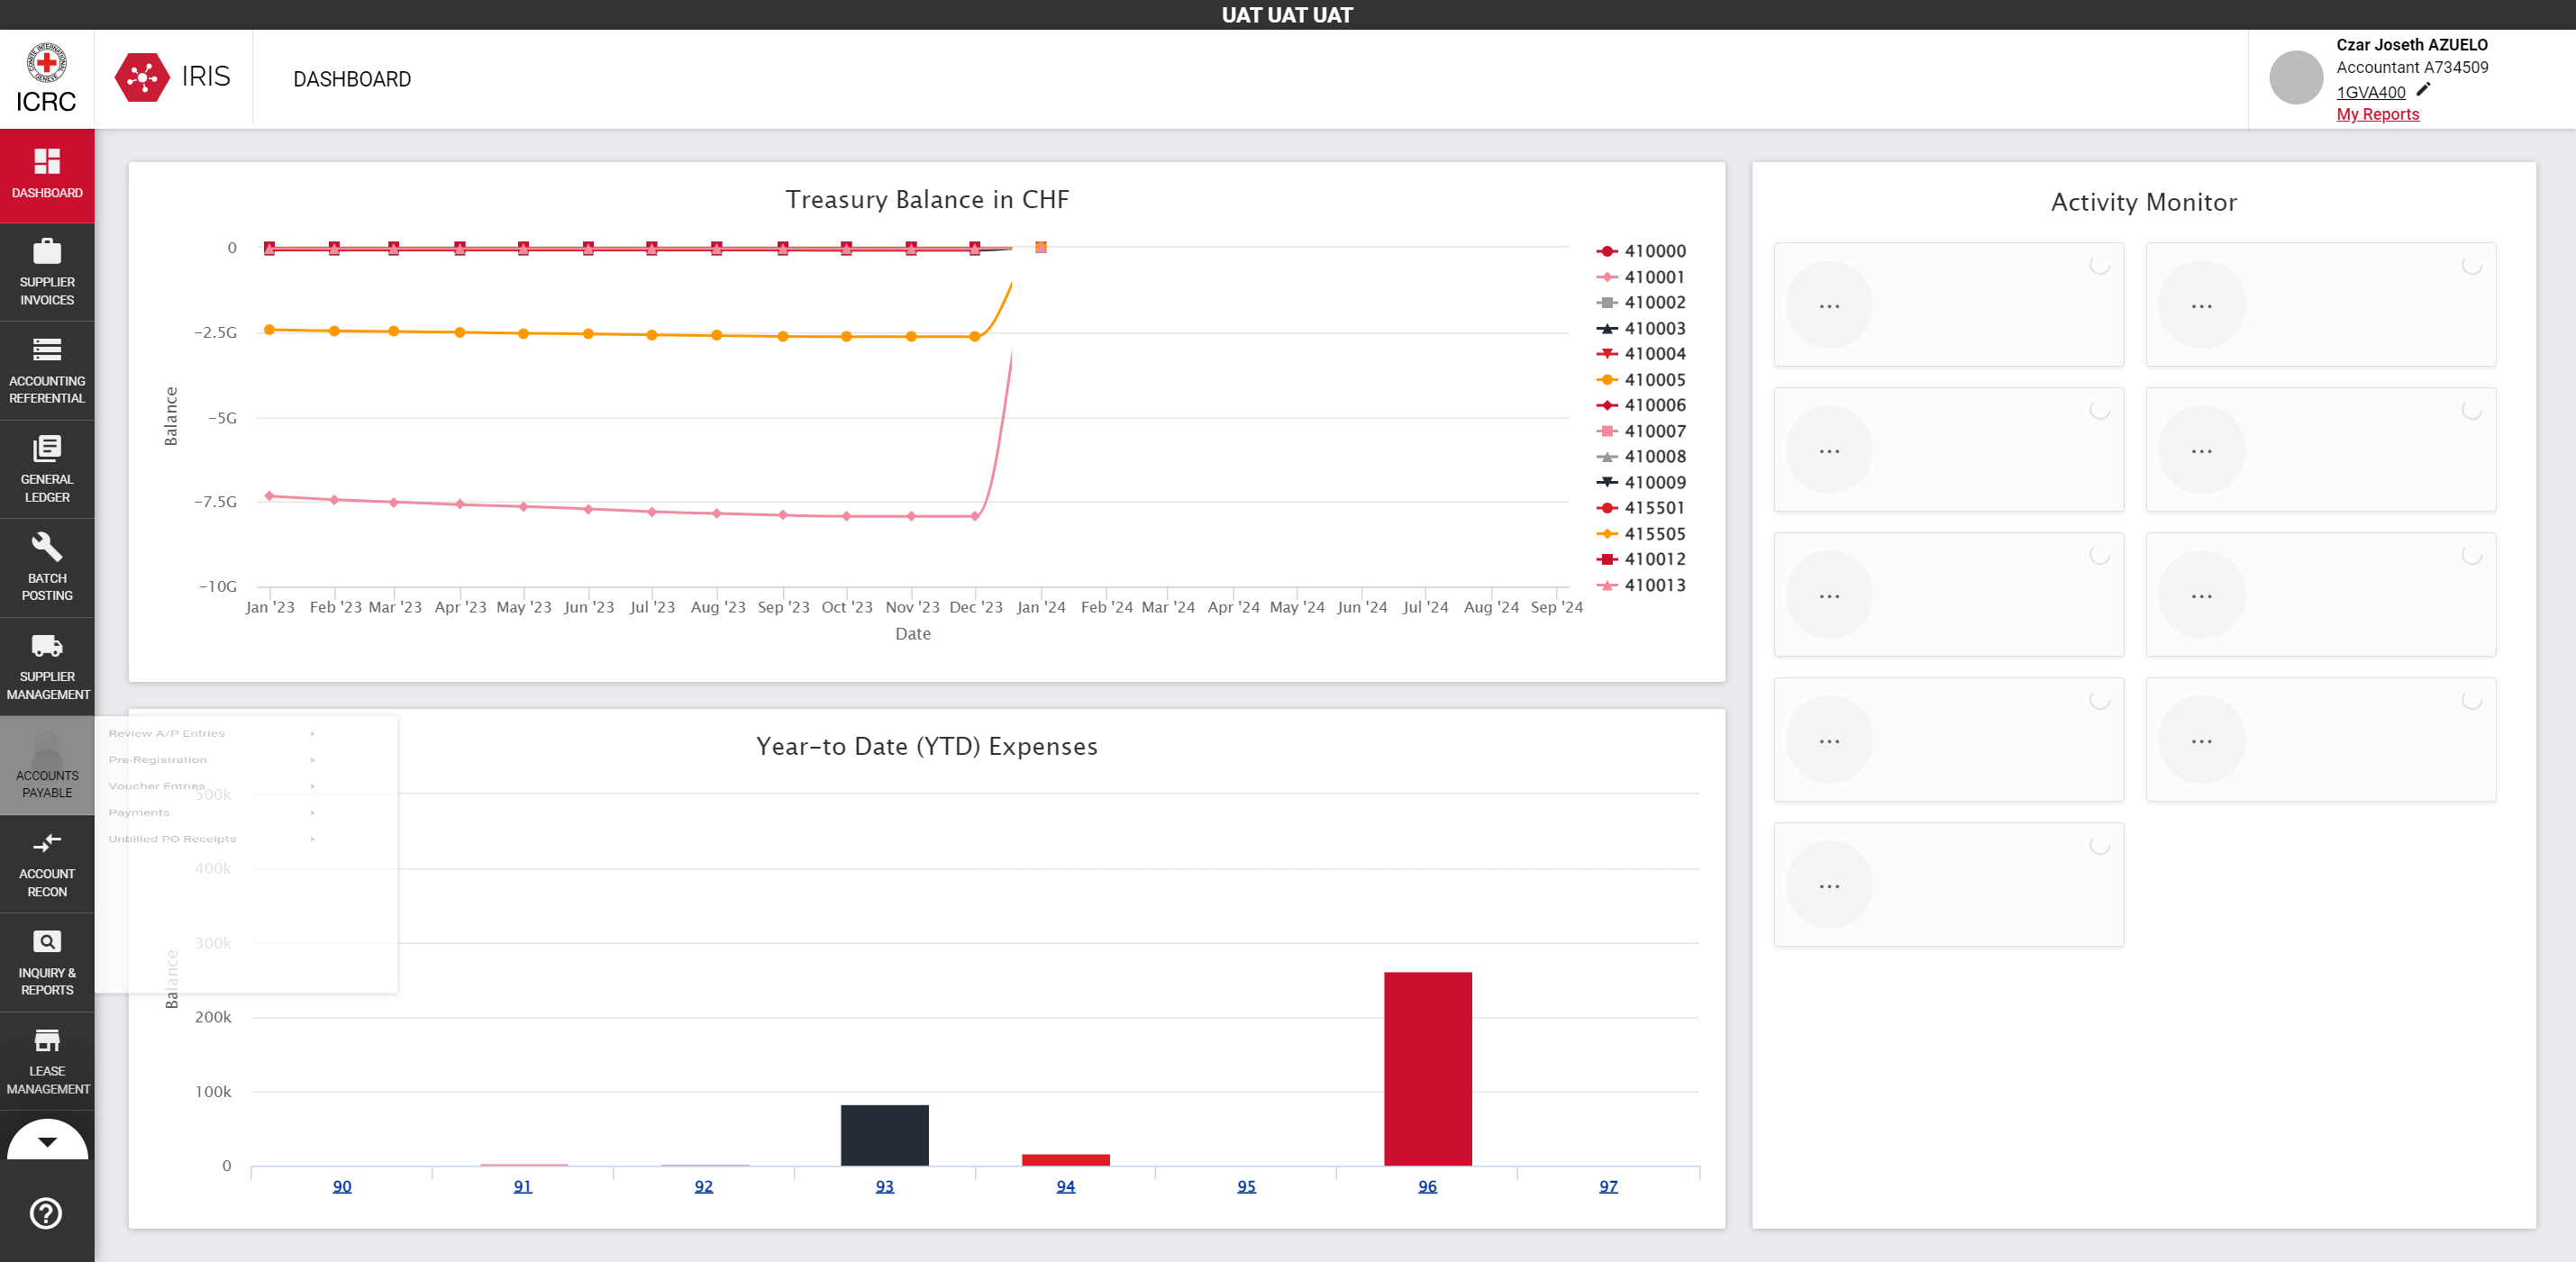 UAT UAT UAT
COMITE INTERNATIONAL GENEVE
ICRC
IRIS
DASHBOARD
Czar Joseth AZUELO
Accountant A734509
1GVA400
My Reports
DASHBOARD
SUPPLIER
INVOICES
ACCOUNTING
REFERENTIAL
GENERAL
LEDGER
BATCH
POSTING
SUPPLIER
MANAGEMENT
ACCOUNTS
PAYABLE
ACCOUNT
RECON
INQUIRY &
REPORTS
LEASE
MANAGEMENT
Review A/P Entries
Pre-Registration
Voucher Entries
Payments
Unbilled PO Receipts
Treasury Balance in CHF
Balance
0
−2.5G
−5G
−7.5G
−10G
Jan '23 Feb '23 Mar '23 Apr '23 May '23 Jun '23 Jul '23 Aug '23 Sep '23 Oct '23 Nov '23 Dec '23 Jan '24 Feb '24 Mar '24 Apr '24 May '24 Jun '24 Jul '24 Aug '24 Sep '24
Date
410000
410001
410002
410003
410004
410005
410006
410007
410008
410009
415501
415505
410012
410013
Year-to Date (YTD) Expenses
Balance
500k
400k
300k
200k
100k
0
90 91 92 93 94 95 96 97
Activity Monitor
... ...
... ...
... ...
... ...
...